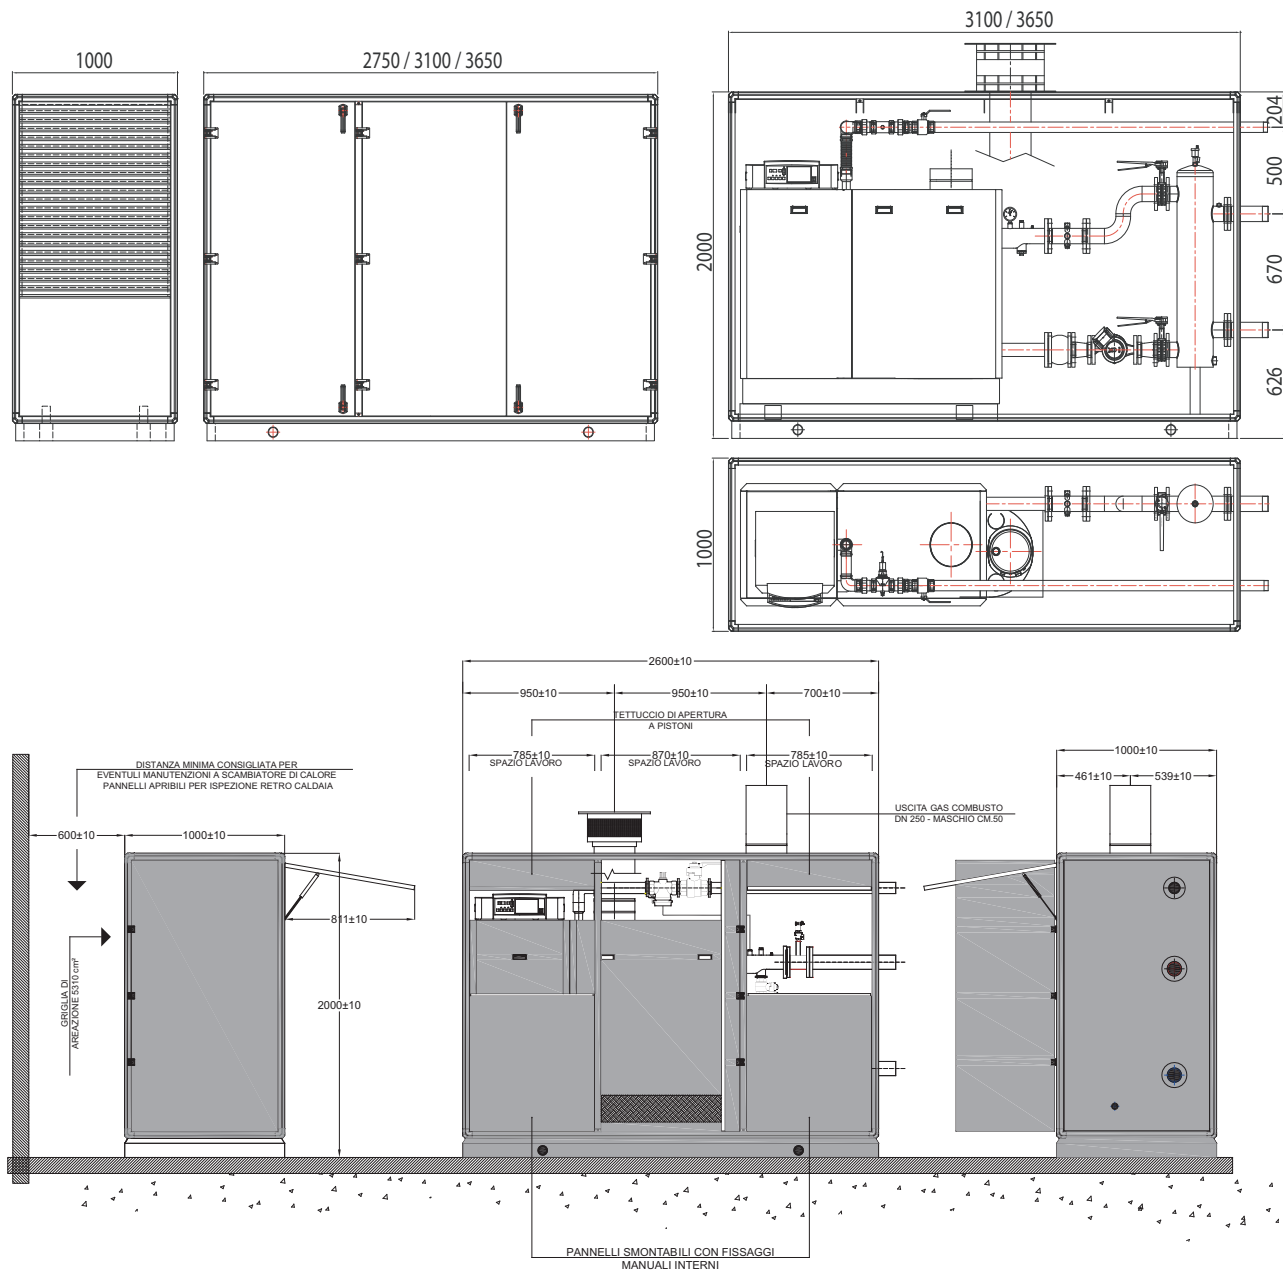 1000
2750 / 3100 / 3650
3100 / 3650
2000
204
500
670
626
1000
2600±10
950±10
950±10
700±10
TETTUCCIO DI APERTURA
A PISTONI
785±10
SPAZIO LAVORO
870±10
SPAZIO LAVORO
785±10
SPAZIO LAVORO
DISTANZA MINIMA CONSIGLIATA PER
EVENTULI MANUTENZIONI A SCAMBIATORE DI CALORE
PANNELLI APRIBILI PER ISPEZIONE RETRO CALDAIA
600±10
1000±10
811±10
2000±10
GRIGLIA DI
AREAZIONE 5310 cm²
USCITA GAS COMBUSTO
DN 250 - MASCHIO CM.50
1000±10
461±10
539±10
PANNELLI SMONTABILI CON FISSAGGI
MANUALI INTERNI